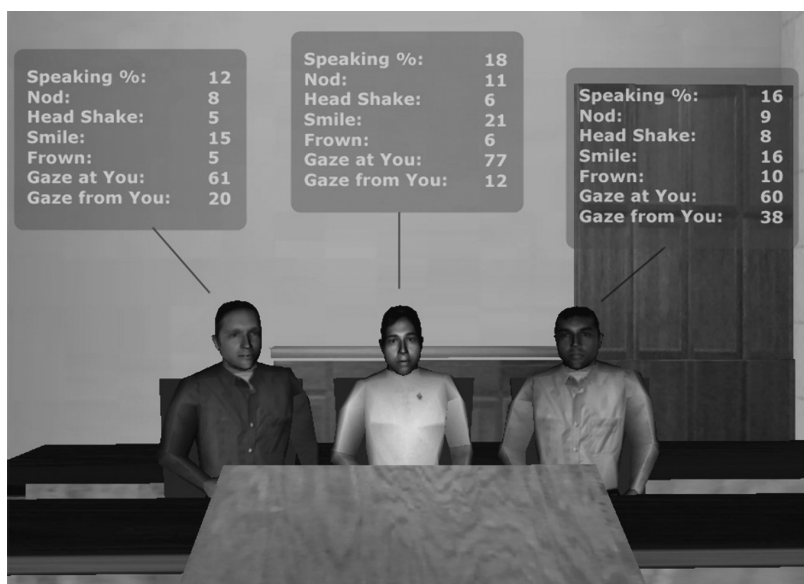 Speaking %: 12
Nod: 8
Head Shake: 5
Smile: 15
Frown: 5
Gaze at You: 61
Gaze from You: 20
Speaking %: 18
Nod: 11
Head Shake: 6
Smile: 21
Frown: 6
Gaze at You: 77
Gaze from You: 12
Speaking %: 16
Nod: 9
Head Shake: 8
Smile: 16
Frown: 10
Gaze at You: 60
Gaze from You: 38